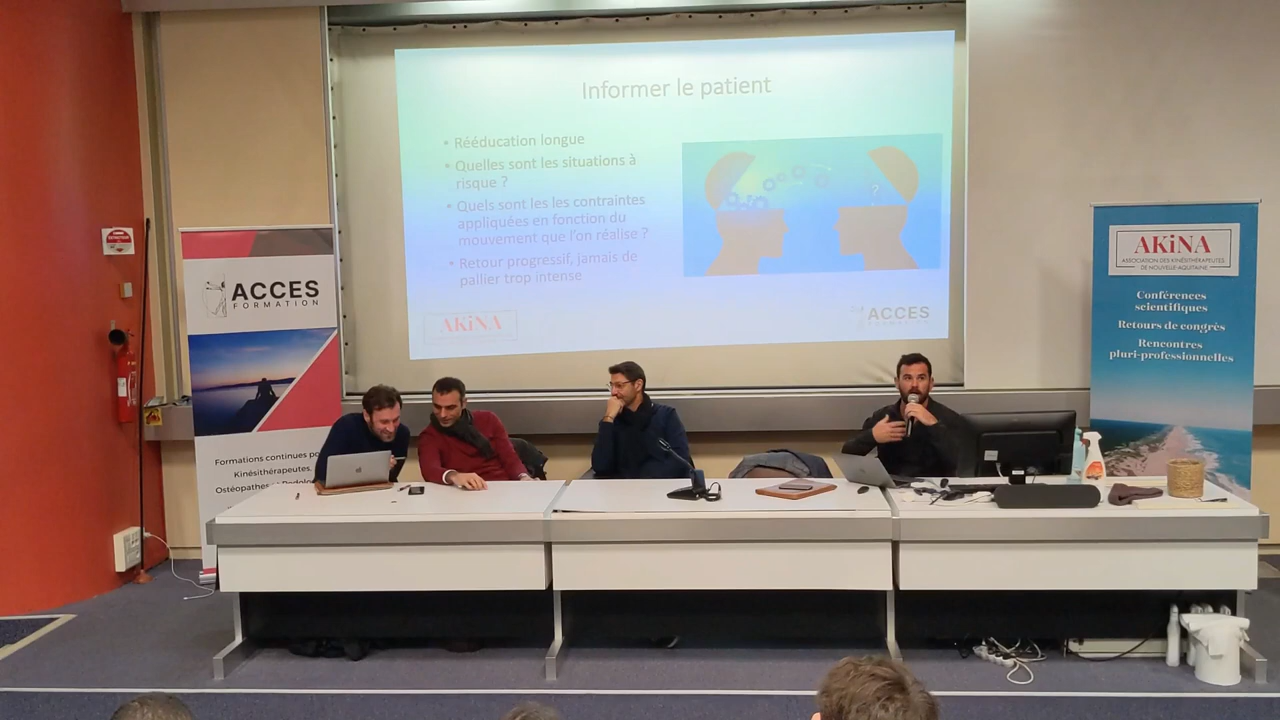 Informer le patient
• Rééducation longue
• Quelles sont les situations à
risque ?
• Quels sont les les contraintes
appliquées en fonction du
mouvement que l'on réalise ?
• Retour progressif, jamais de
pallier trop intense
?
AKiNA
ACCES
FORMATION
ACCES
FORMATION
Formations continues po
Kinésithérapeutes,
Ostéopathes
AKiNA
ASSOCIATION DES KINÉSITHÉRAPEUTES
DE NOUVELLE-AQUITAINE
Conférences
scientifiques
Retours de congrès
Rencontres
pluri-professionnelles